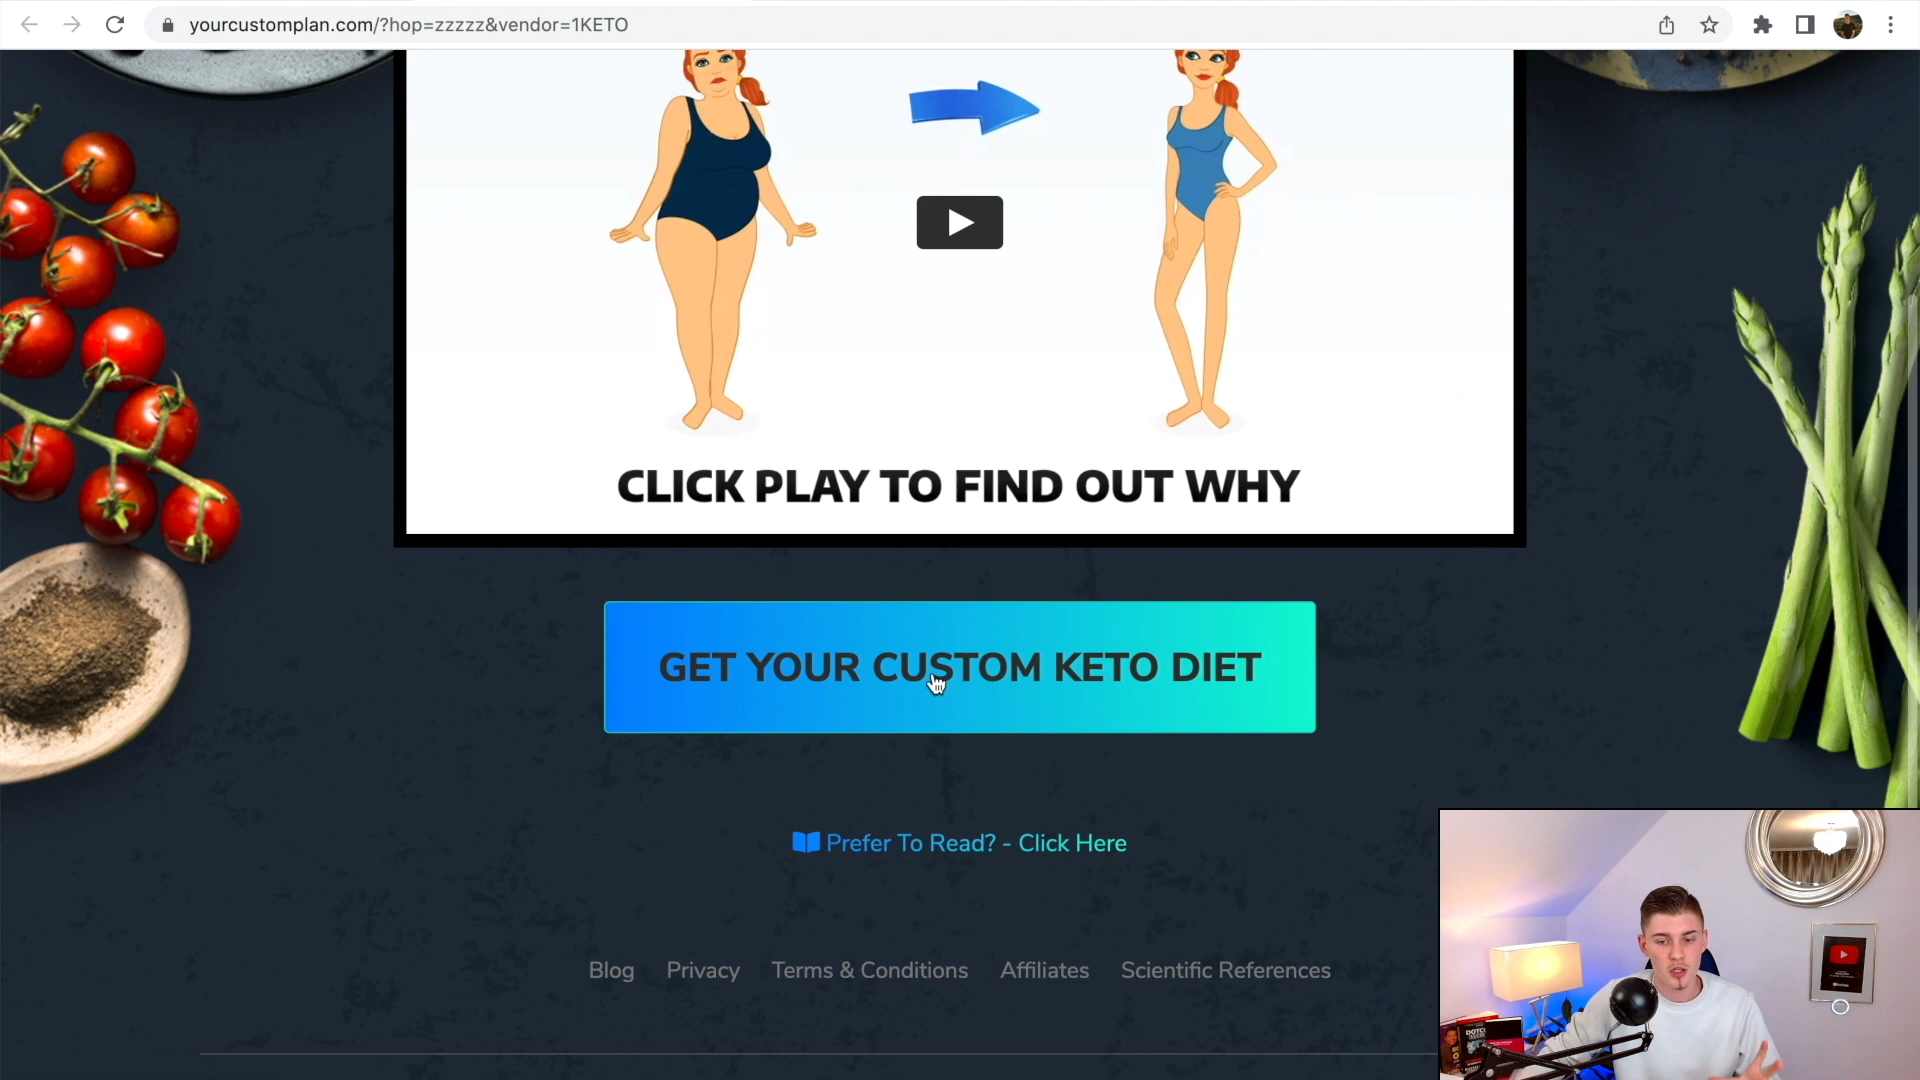 yourcustomplan.com/?hop=zzzzz&vendor=1KETO
CLICK PLAY TO FIND OUT WHY
GET YOUR CUSTOM KETO DIET
Prefer To Read? - Click Here
Blog Privacy Terms & Conditions Affiliates Scientific References